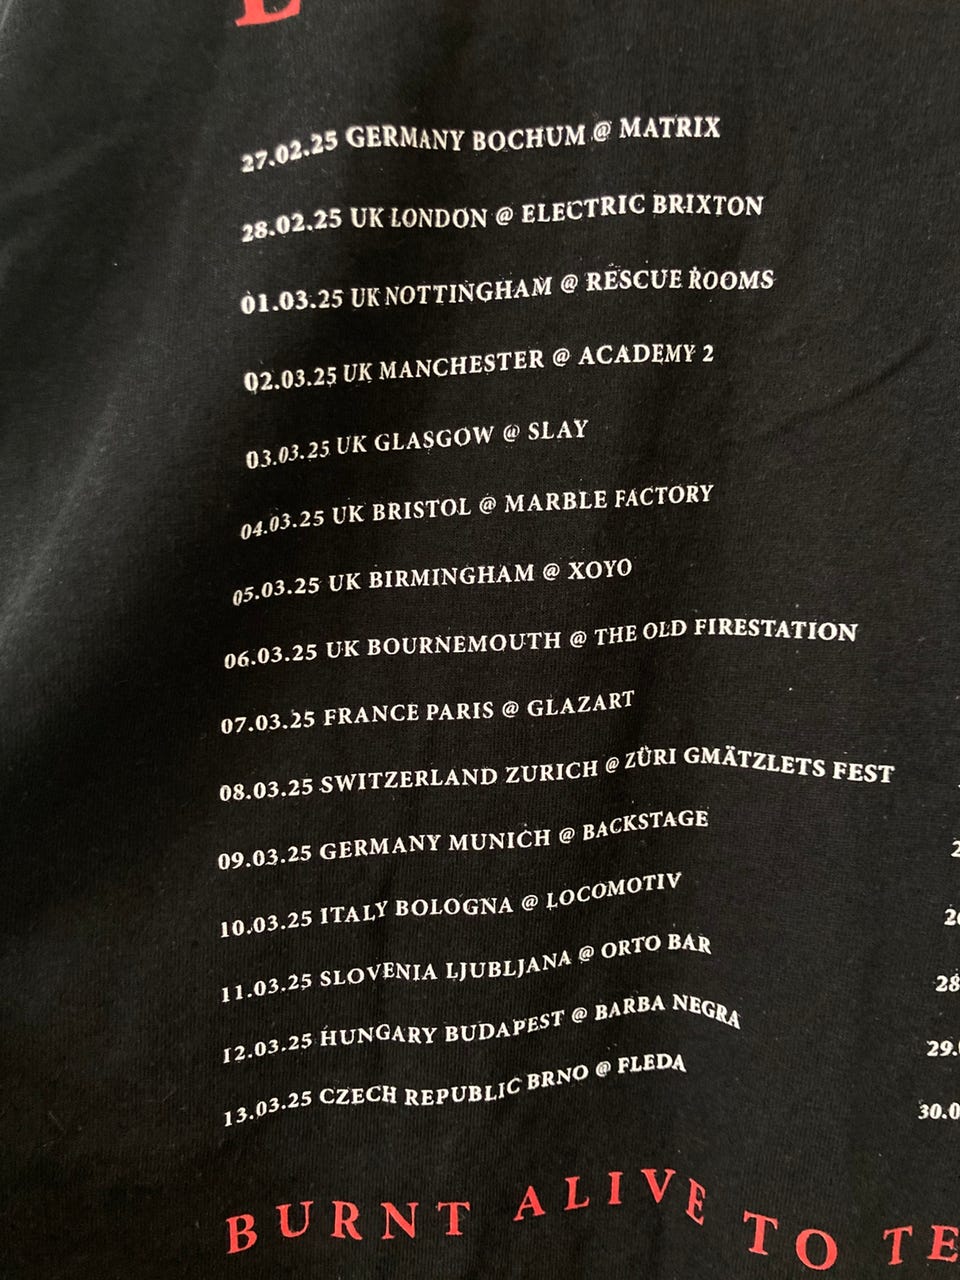 27.02.25 GERMANY BOCHUM @ MATRIX
28.02.25 UK LONDON @ ELECTRIC BRIXTON
01.03.25 UK NOTTINGHAM @ RESCUE ROOMS
02.03.25 UK MANCHESTER @ ACADEMY 2
03.03.25 UK GLASGOW @ SLAY
04.03.25 UK BRISTOL @ MARBLE FACTORY
05.03.25 UK BIRMINGHAM @ XOYO
06.03.25 UK BOURNEMOUTH @ THE OLD FIRESTATION
07.03.25 FRANCE PARIS @ GLAZART
08.03.25 SWITZERLAND ZURICH @ ZÜRI GMÄTZLETS FEST
09.03.25 GERMANY MUNICH @ BACKSTAGE
10.03.25 ITALY BOLOGNA @ LOCOMOTIV
11.03.25 SLOVENIA LJUBLJANA @ ORTO BAR
12.03.25 HUNGARY BUDAPEST @ BARBA NEGRA
13.03.25 CZECH REPUBLIC BRNO @ FLEDA
28
29.
30.0
BURNT ALIVE TO TE